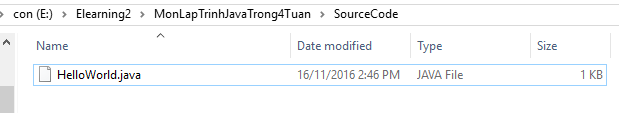 con (E:) > Elearning2 > MonLapTrinhJavaTrong4Tuan > SourceCode
Name Date modified Type Size
HelloWorld.java 16/11/2016 2:46 PM JAVA File 1 KB